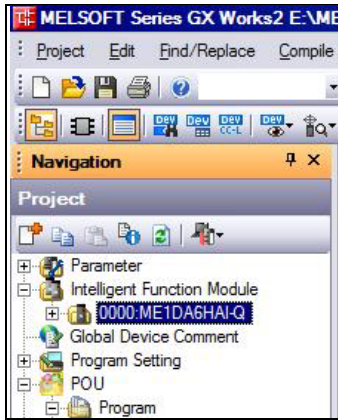 MELSOFT Series GX Works2 E:\ME
Project Edit Find/Replace Compile
Navigation
Project
Parameter
Intelligent Function Module
0000:ME1DA6HAI-Q
Global Device Comment
Program Setting
POU
Program